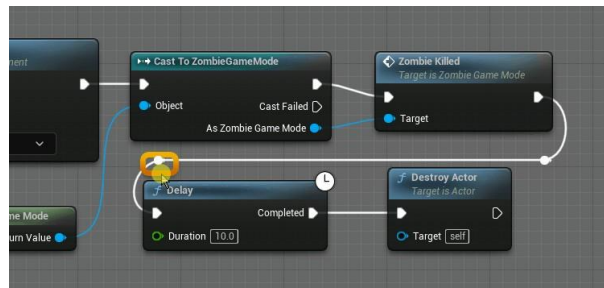 nent
Cast To ZombieGameMode
Object
Cast Failed
As Zombie Game Mode
Zombie Killed
Target is Zombie Game Mode
Target
ne Mode
urn Value
f Delay
Completed
Duration 10.0
f Destroy Actor
Target is Actor
Target self